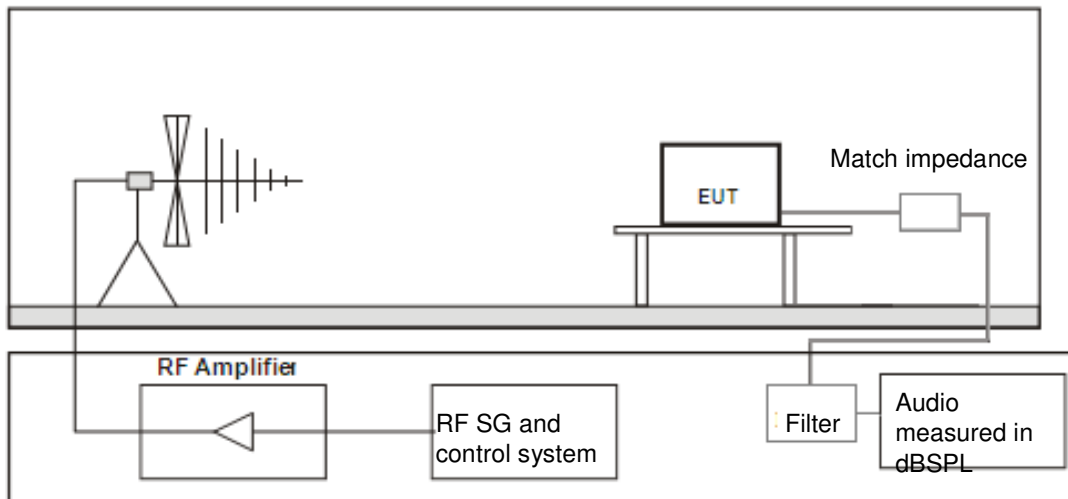 Match impedance
EUT
RF Amplifier
RF SG and
control system
Filter
Audio
measured in
dBSPL